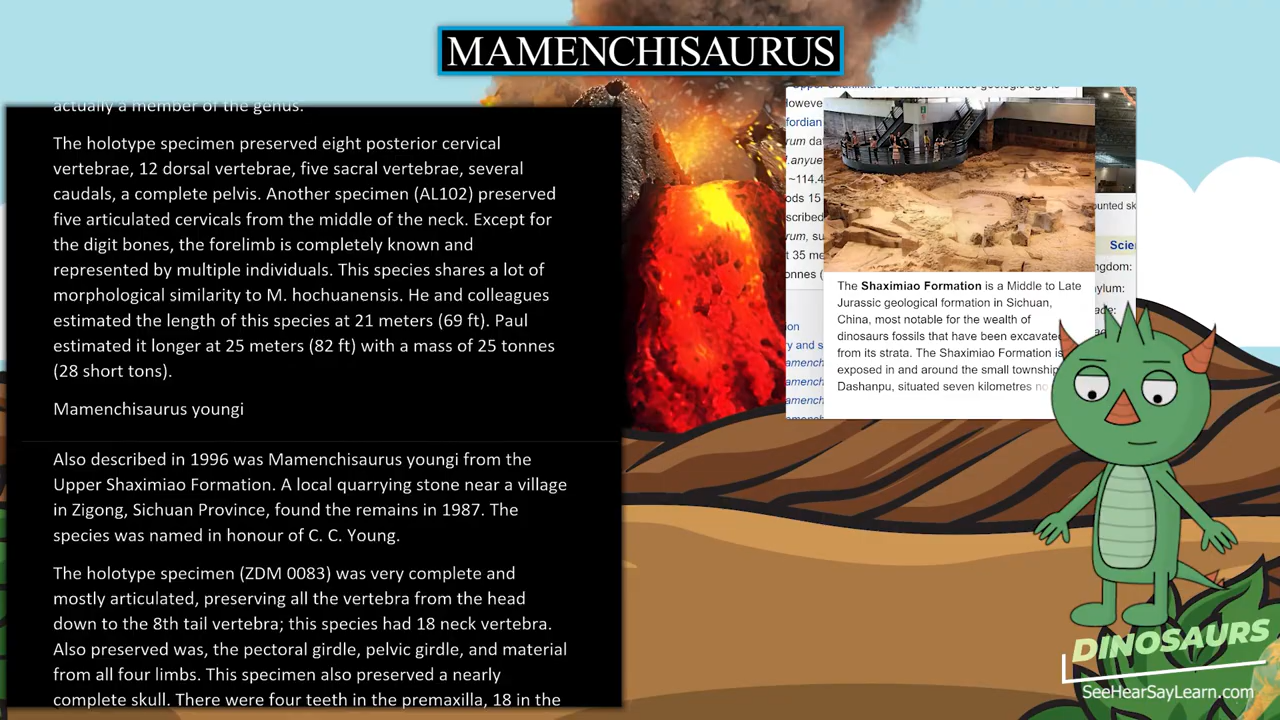 MAMENCHISAURUS
actually a member of the genus.
The holotype specimen preserved eight posterior cervical
vertebrae, 12 dorsal vertebrae, five sacral vertebrae, several
caudals, a complete pelvis. Another specimen (AL102) preserved
five articulated cervicals from the middle of the neck. Except for
the digit bones, the forelimb is completely known and
represented by multiple individuals. This species shares a lot of
morphological similarity to M. hochuanensis. He and colleagues
estimated the length of this species at 21 meters (69 ft). Paul
estimated it longer at 25 meters (82 ft) with a mass of 25 tonnes
(28 short tons).
Mamenchisaurus youngi
Also described in 1996 was Mamenchisaurus youngi from the
Upper Shaximiao Formation. A local quarrying stone near a village
in Zigong, Sichuan Province, found the remains in 1987. The
species was named in honour of C. C. Young.
The holotype specimen (ZDM 0083) was very complete and
mostly articulated, preserving all the vertebra from the head
down to the 8th tail vertebra; this species had 18 neck vertebra.
Also preserved was, the pectoral girdle, pelvic girdle, and material
from all four limbs. This specimen also preserved a nearly
complete skull. There were four teeth in the premaxilla, 18 in the
The Shaximiao Formation is a Middle to Late
Jurassic geological formation in Sichuan,
China, most notable for the wealth of
dinosaurs fossils that have been excavated
from its strata. The Shaximiao Formation is
exposed in and around the small township
Dashanpu, situated seven kilometres no
DINOSAURS
SeeHearSayLearn.com